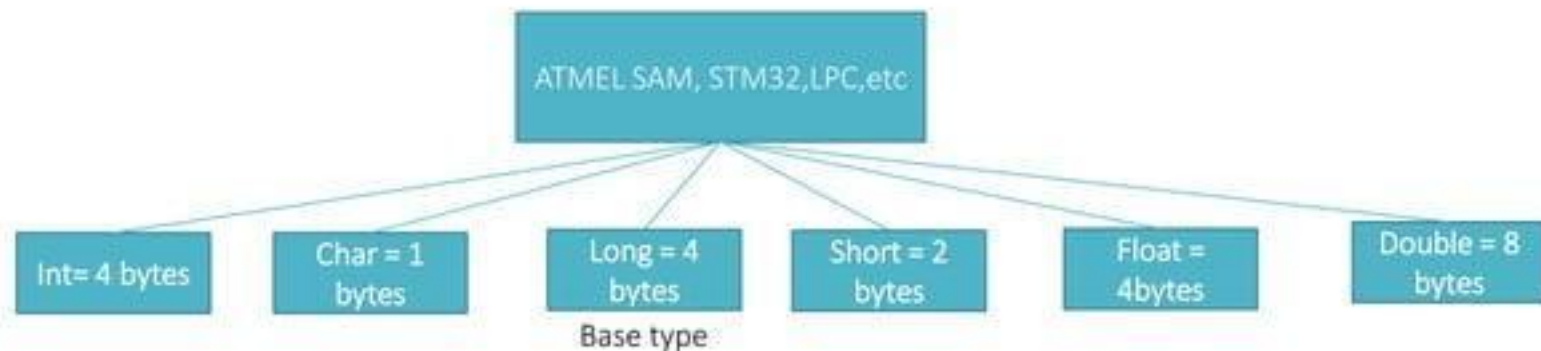 ATMEL SAM, STM32,LPC,etc
Int= 4 bytes
Char = 1
bytes
Long = 4
bytes
Short = 2
bytes
Float =
4bytes
Double = 8
bytes
Base type